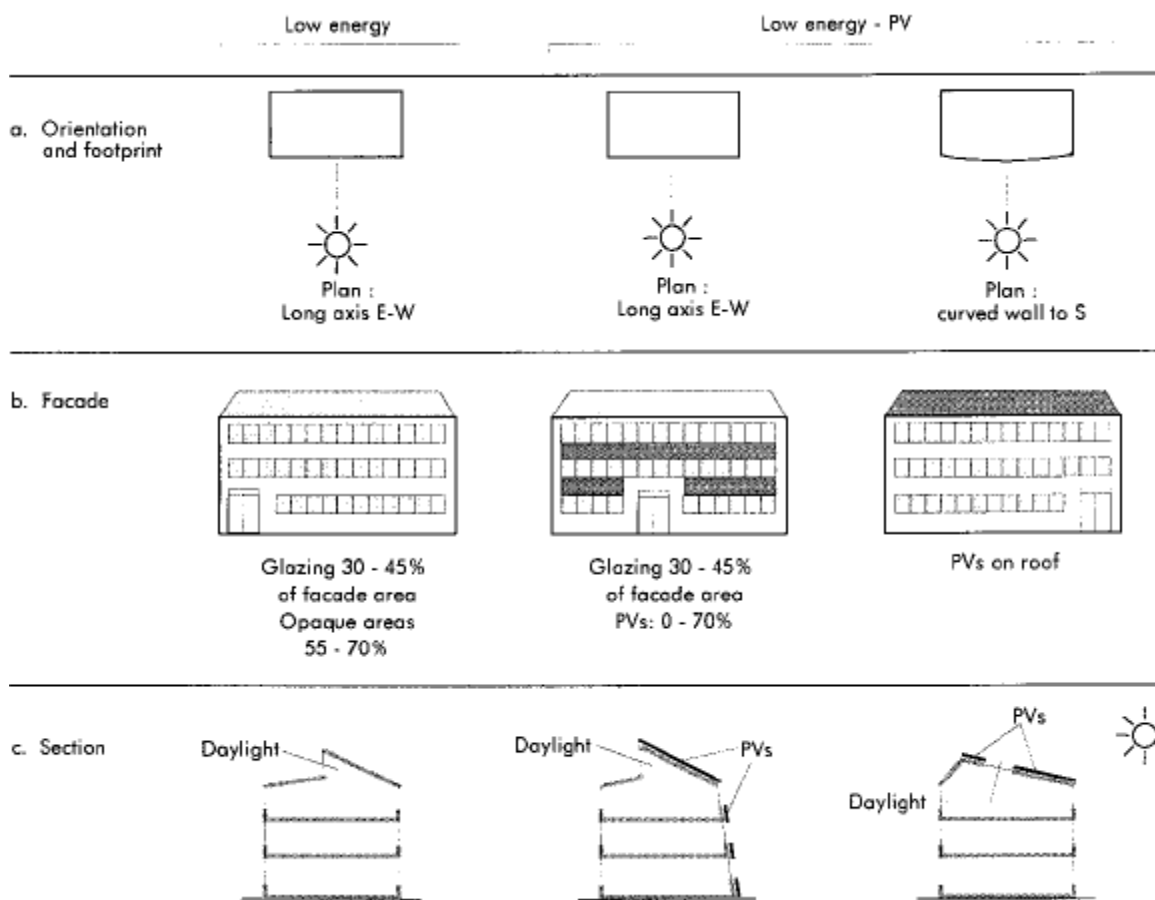 Low energy
Low energy - PV
a. Orientation
and footprint
Plan :
Long axis E-W
Plan :
Long axis E-W
Plan :
curved wall to S
b. Facade
Glazing 30 - 45%
of facade area
Opaque areas
55 - 70%
Glazing 30 - 45%
of facade area
PVs: 0 - 70%
PVs on roof
c. Section
Daylight
Daylight
PVs
PVs
Daylight